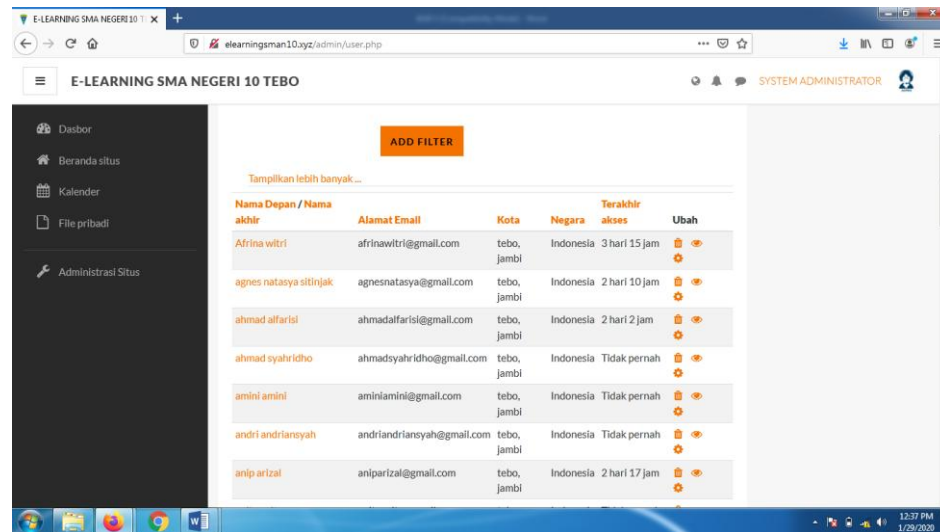 E-LEARNING SMA NEGERI 10 T
elearningsman10.xyz/admin/user.php
E-LEARNING SMA NEGERI 10 TEBO
SYSTEM ADMINISTRATOR
Dasbor
Beranda situs
Kalender
File pribadi
Administrasi Situs
ADD FILTER
Tampilkan lebih banyak ...
Nama Depan / Nama akhir Alamat Email Kota Negara Terakhir akses Ubah
Afrina witri afrinawitri@gmail.com tebo, jambi Indonesia 3 hari 15 jam
agnes natasya sitinjak agnesnatasya@gmail.com tebo, jambi Indonesia 2 hari 10 jam
ahmad alfarisi ahmadalfarisi@gmail.com tebo, jambi Indonesia 2 hari 2 jam
ahmad syahridho ahmadsyahridho@gmail.com tebo, jambi Indonesia Tidak pernah
amini amini aminiamini@gmail.com tebo, jambi Indonesia Tidak pernah
andri andriansyah andriandriansyah@gmail.com tebo, jambi Indonesia Tidak pernah
anip arizal aniparizal@gmail.com tebo, jambi Indonesia 2 hari 17 jam
12:37 PM
1/29/2020